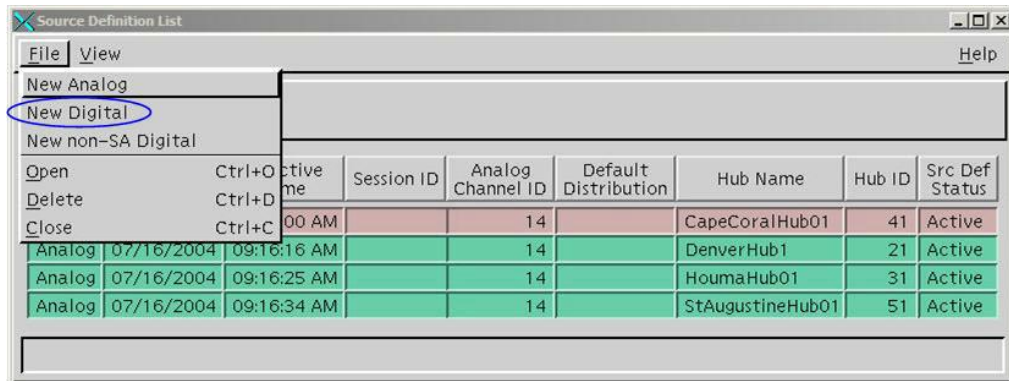 Source Definition List
File View Help
New Analog
New Digital
New non-SA Digital
Open Ctrl+O
Delete Ctrl+D
Close Ctrl+C
ctive
me
Session ID
Analog
Channel ID
Default
Distribution
Hub Name
Hub ID
Src Def
Status
00 AM 14 CapeCoralHub01 41 Active
Analog 07/16/2004 09:16:16 AM 14 DenverHub1 21 Active
Analog 07/16/2004 09:16:25 AM 14 HoumaHub01 31 Active
Analog 07/16/2004 09:16:34 AM 14 StAugustineHub01 51 Active